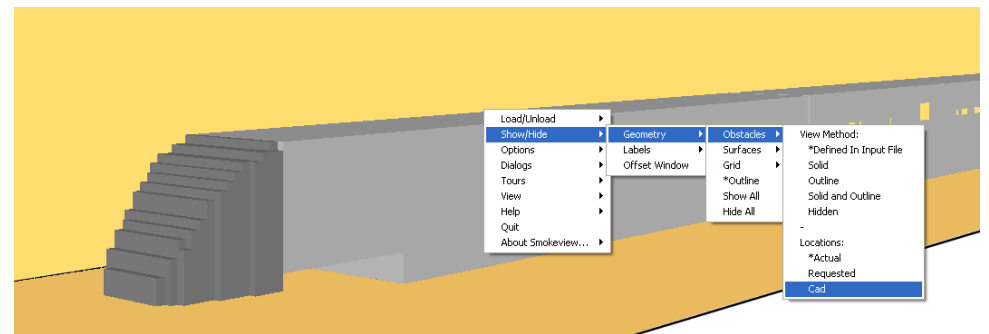 Load/Unload
Show/Hide
Options
Dialogs
Tours
View
Help
Quit
About Smokeview...
Geometry
Labels
Offset Window
Obstacles
Surfaces
Grid
*Outline
Show All
Hide All
View Method:
*Defined In Input File
Solid
Outline
Solid and Outline
Hidden
-
Locations:
*Actual
Requested
Cad